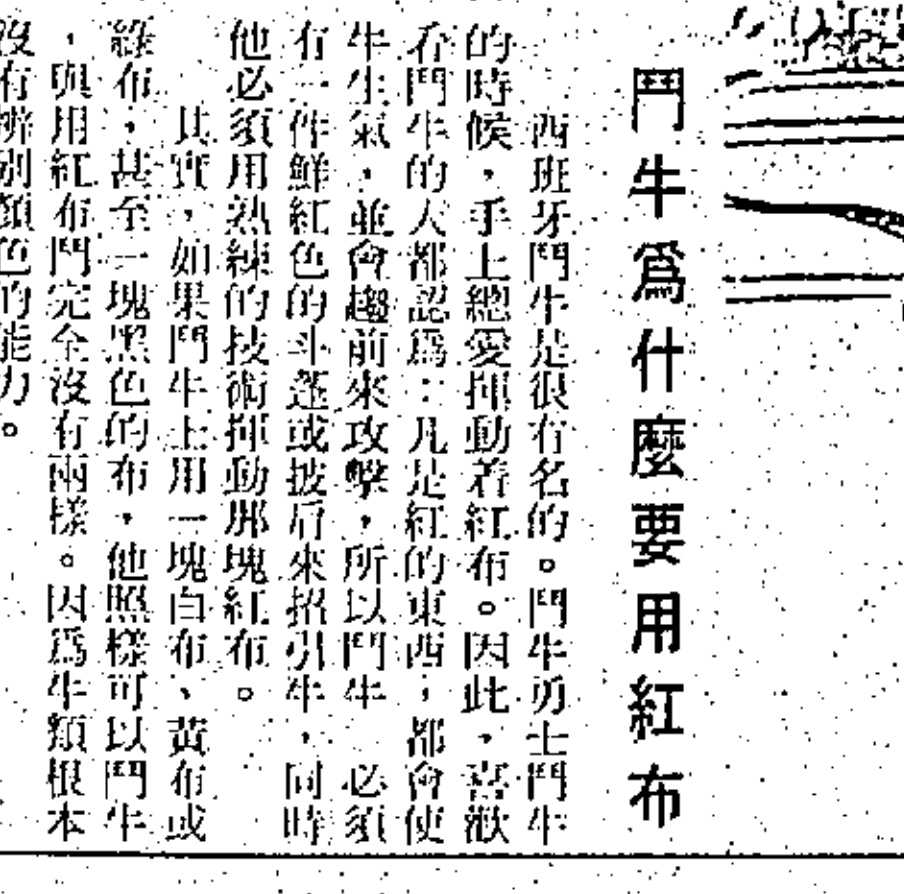 鬥牛爲什麼要用紅布
西班牙鬥牛是很有名的。鬥牛勇士鬥牛
的時候，手上總愛揮動着紅布。因此，喜歡
看鬥牛的人都認爲：凡是紅的東西，都會使
牛生氣，並會趨前來攻擊，所以鬥牛 必須
有一件鮮紅色的斗蓬或披肩來招引牛，同時
他必須用熟練的技術揮動那塊紅布。
其實，如果鬥牛上用一塊白布、黃布或
綠布，甚至一塊黑色的布，他照樣可以鬥牛
，與用紅布鬥完全沒有兩樣。因爲牛類根本
沒有辨別顏色的能力。